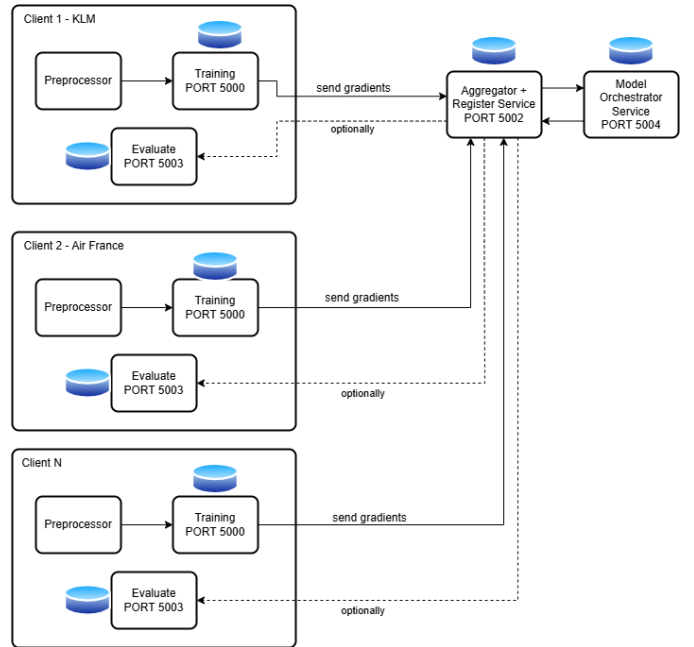 Client 1 - KLM
Preprocessor
Training
PORT 5000
send gradients
Aggregator +
Register Service
PORT 5002
Model
Orchestrator
Service
PORT 5004
optionally
Evaluate
PORT 5003
Client 2 - Air France
Preprocessor
Training
PORT 5000
send gradients
Evaluate
PORT 5003
optionally
Client N
Preprocessor
Training
PORT 5000
send gradients
Evaluate
PORT 5003
optionally